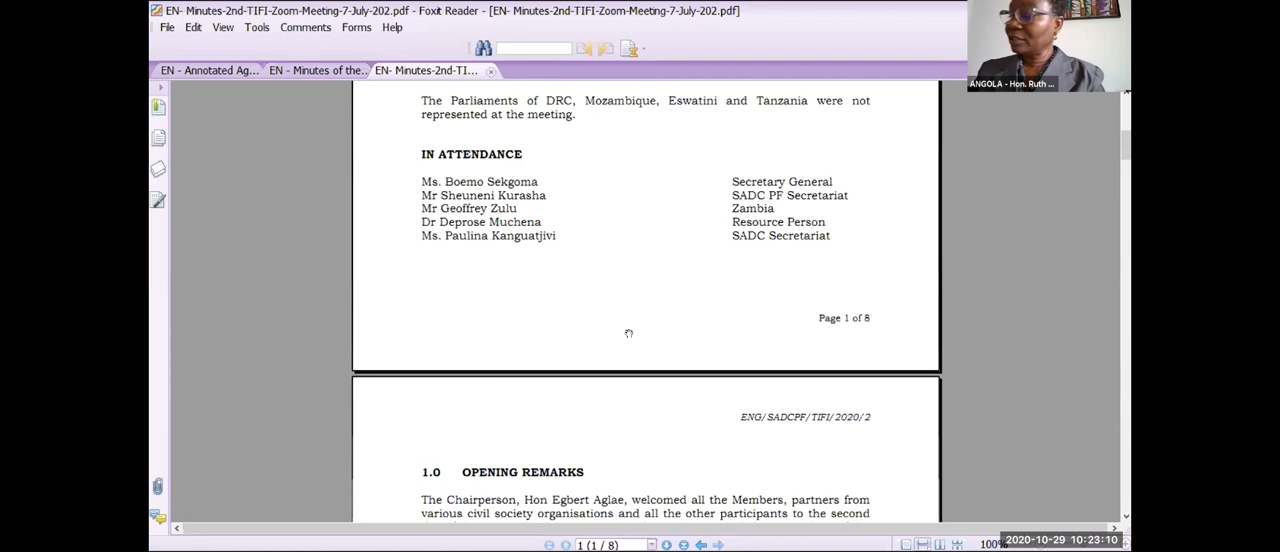 EN- Minutes-2nd-TIFI-Zoom-Meeting-7-July-202.pdf - Foxit Reader - [EN- Minutes-2nd-TIFI-Zoom-Meeting-7-July-202.pdf]
File Edit View Tools Comments Forms Help
EN - Annotated Ag... EN - Minutes of the... EN- Minutes-2nd-TI...
ANGOLA - Hon. Ruth ...
The Parliaments of DRC, Mozambique, Eswatini and Tanzania were not
represented at the meeting.
IN ATTENDANCE
Ms. Boemo Sekgoma Secretary General
Mr Sheuneni Kurasha SADC PF Secretariat
Mr Geoffrey Zulu Zambia
Dr Deprose Muchena Resource Person
Ms. Paulina Kanguatjivi SADC Secretariat
Page 1 of 8
ENG/SADCPF/TIFI/2020/2
1.0 OPENING REMARKS
The Chairperson, Hon Egbert Aglae, welcomed all the Members, partners from
various civil society organisations and all the other participants to the second
1 (1 / 8)
100%
2020-10-29 10:23:10